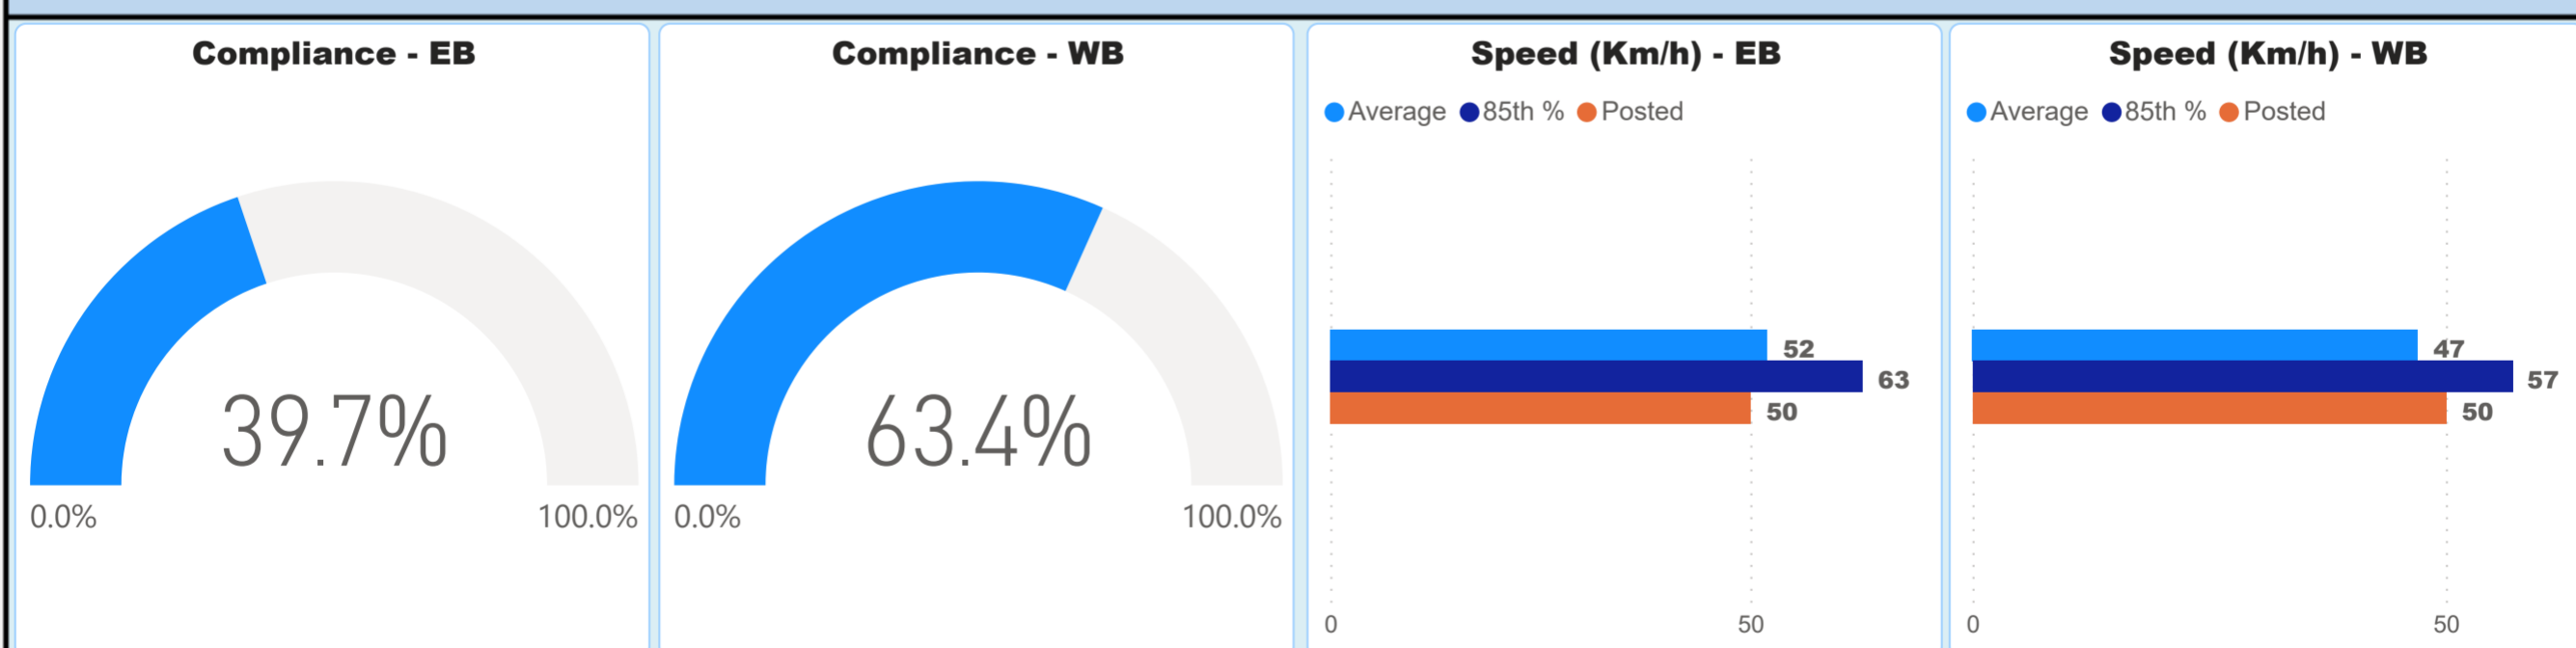 Compliance - EB
39.7%
0.0% 100.0%
Compliance - WB
63.4%
0.0% 100.0%
Speed (Km/h) - EB
Average 85th % Posted
52
63
50
0 50
Speed (Km/h) - WB
Average 85th % Posted
47
57
50
0 50